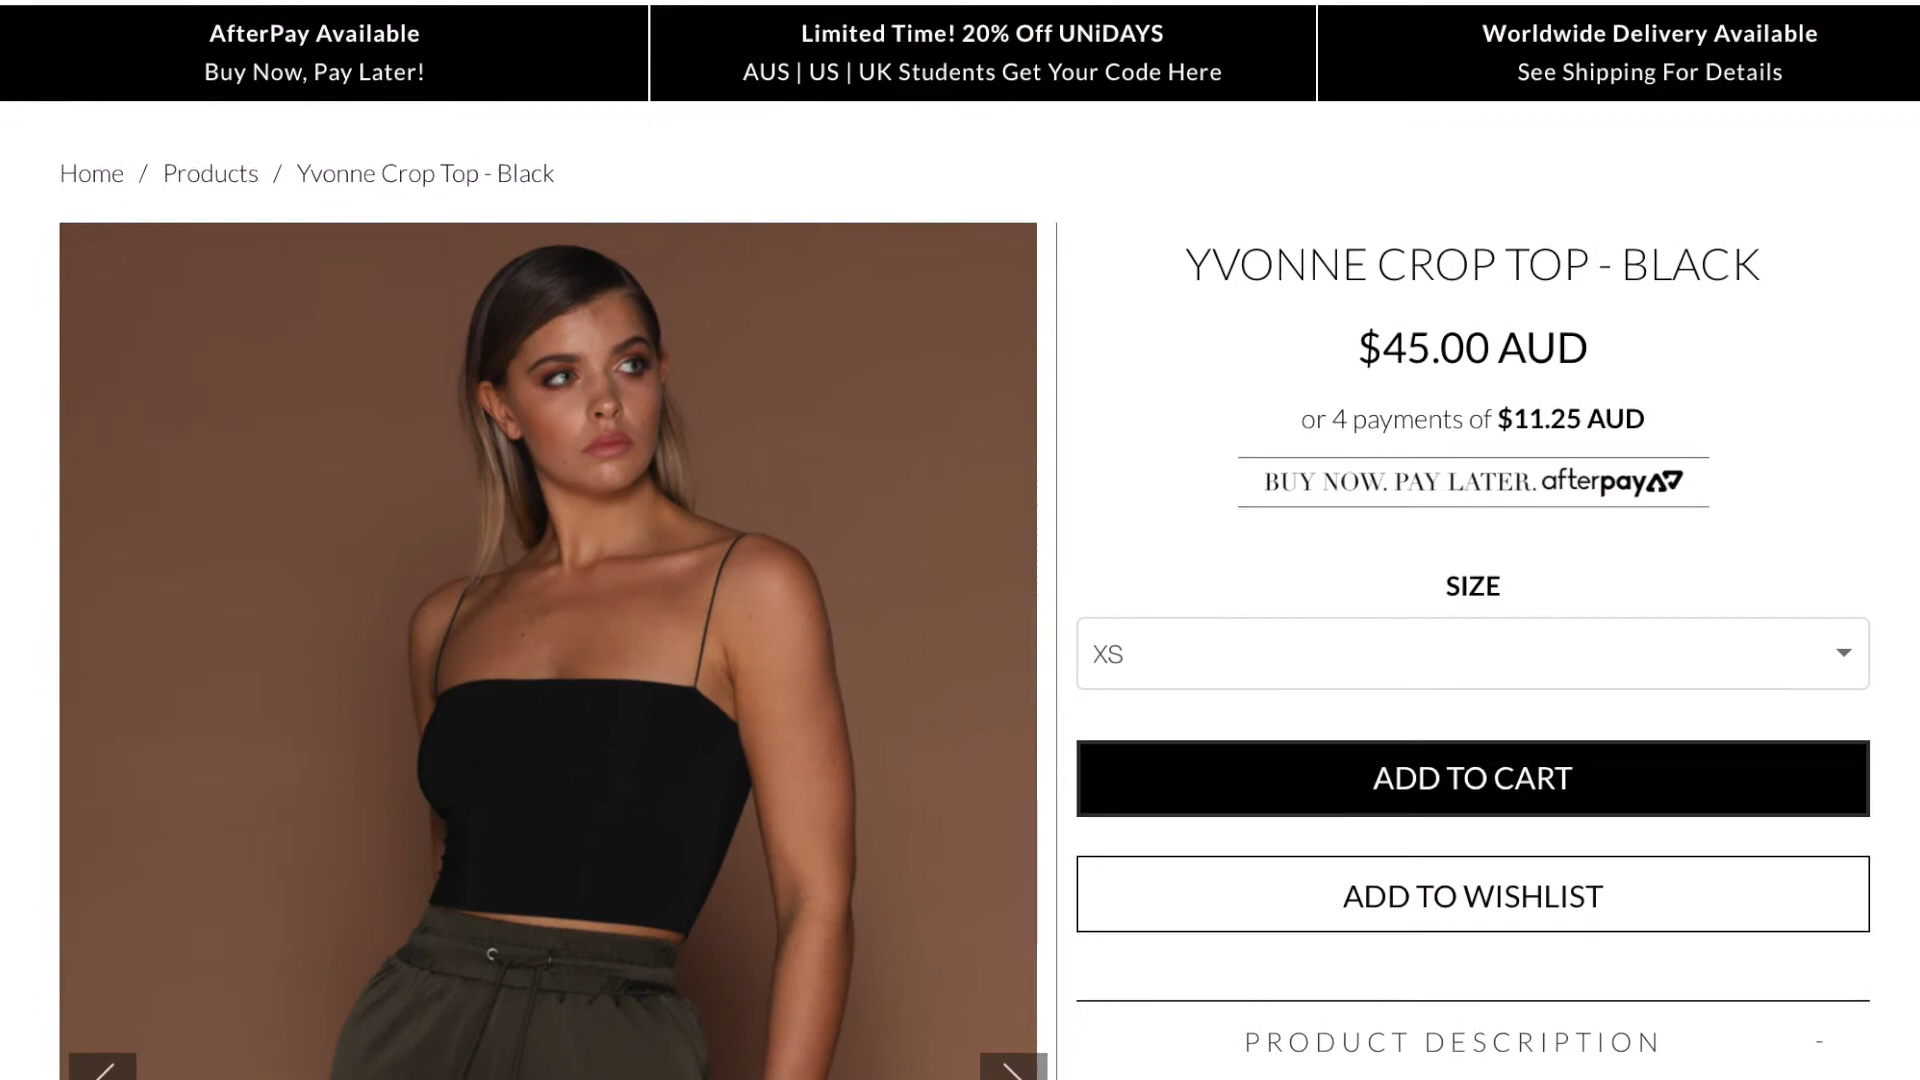 AfterPay Available
Buy Now, Pay Later!
Limited Time! 20% Off UNiDAYS
AUS | US | UK Students Get Your Code Here
Worldwide Delivery Available
See Shipping For Details
Home / Products / Yvonne Crop Top - Black
YVONNE CROP TOP - BLACK
$45.00 AUD
or 4 payments of $11.25 AUD
BUY NOW. PAY LATER. afterpay
SIZE
XS
ADD TO CART
ADD TO WISHLIST
PRODUCT DESCRIPTION -